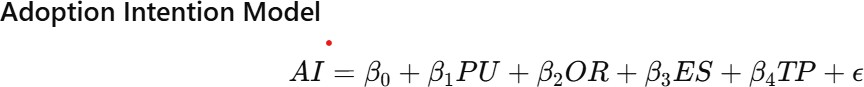 Adoption Intention Model
AI = β₀ + β₁PU + β₂OR + β₃ES + β₄TP + ϵ